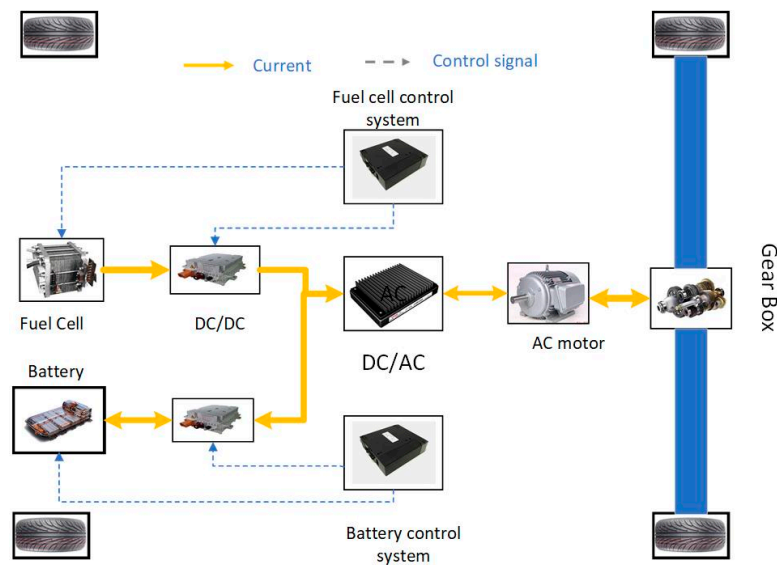 Current
Control signal
Fuel cell control
system
Fuel Cell
DC/DC
AC
DC/AC
AC motor
Gear Box
Battery
Battery control
system